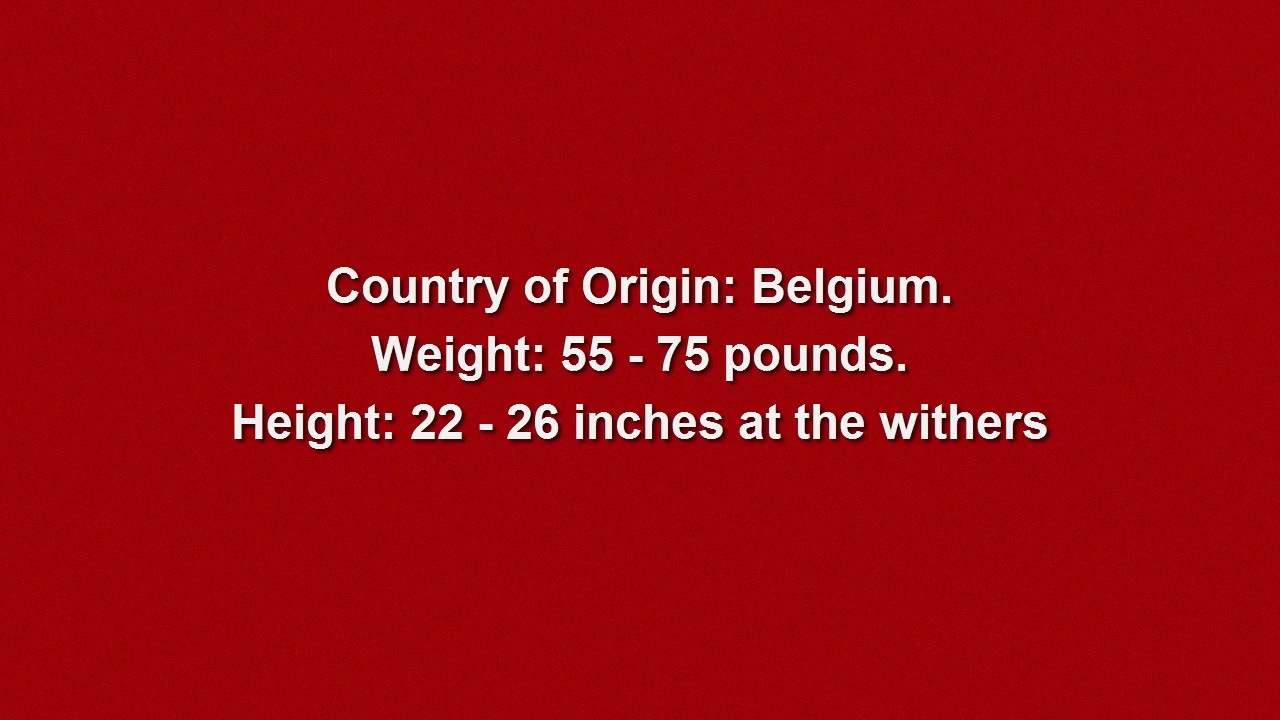 Country of Origin: Belgium.
Weight: 55 - 75 pounds.
Height: 22 - 26 inches at the withers